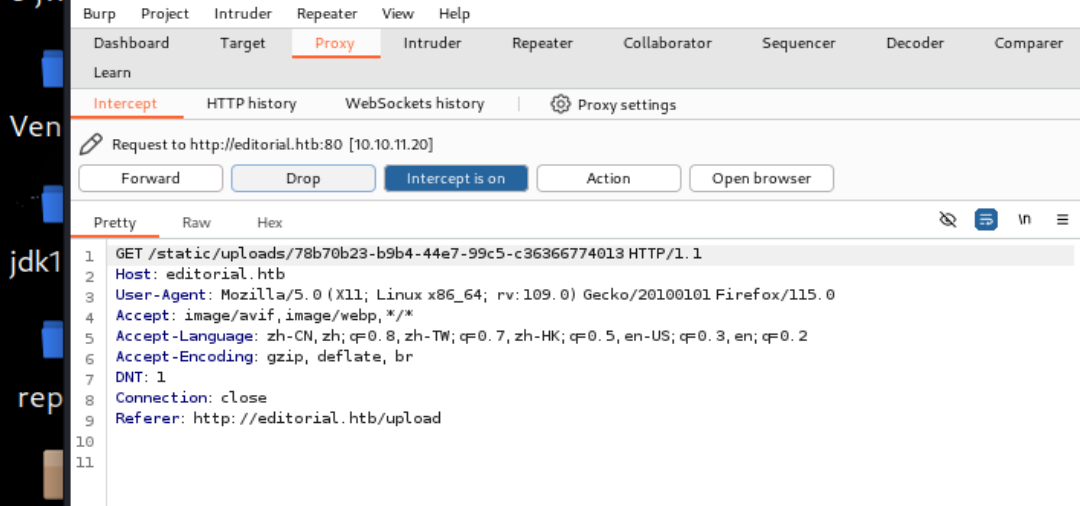 Burp Project Intruder Repeater View Help
Dashboard Target Proxy Intruder Repeater Collaborator Sequencer Decoder Comparer
Learn
Intercept HTTP history WebSockets history Proxy settings
Request to http://editorial.htb:80 [10.10.11.20]
Forward Drop Intercept is on Action Open browser
Pretty Raw Hex \n
1 GET /static/uploads/78b70b23-b9b4-44e7-99c5-c36366774013 HTTP/1.1
2 Host: editorial.htb
3 User-Agent: Mozilla/5.0 (X11; Linux x86_64; rv:109.0) Gecko/20100101 Firefox/115.0
4 Accept: image/avif,image/webp,*/*
5 Accept-Language: zh-CN,zh;q=0.8,zh-TW;q=0.7,zh-HK;q=0.5,en-US;q=0.3,en;q=0.2
6 Accept-Encoding: gzip, deflate, br
7 DNT: 1
8 Connection: close
9 Referer: http://editorial.htb/upload
10
11
Ven
jdk1
rep